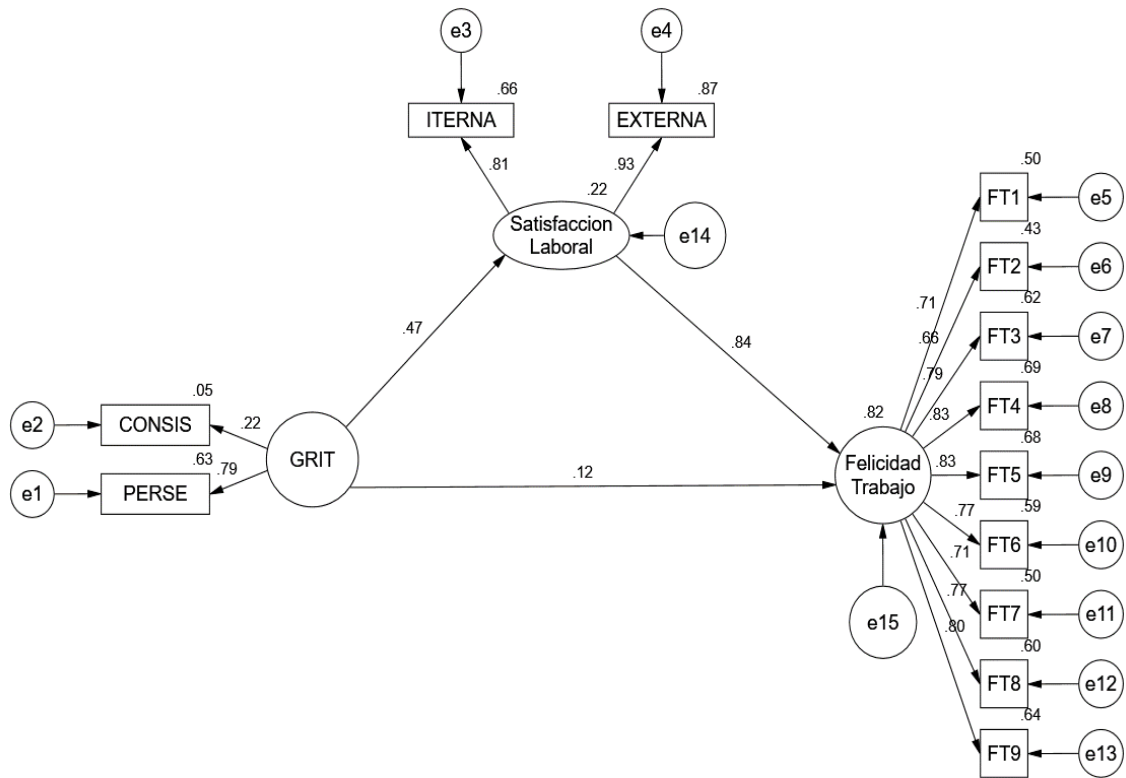 e3
e4
.66
.87
ITERNA
EXTERNA
.81
.93
.50
.22
FT1
e5
Satisfaccion
Laboral
e14
.43
FT2
e6
.71
.62
.47
.66
FT3
e7
.84
.79
.69
.05
.83
FT4
e8
e2
CONSIS
.22
.82
.68
GRIT
.63
.79
Felicidad
Trabajo
.83
FT5
e9
e1
PERSE
.12
.59
.77
FT6
e10
.71
.50
.77
FT7
e11
e15
.80
.60
FT8
e12
.64
FT9
e13